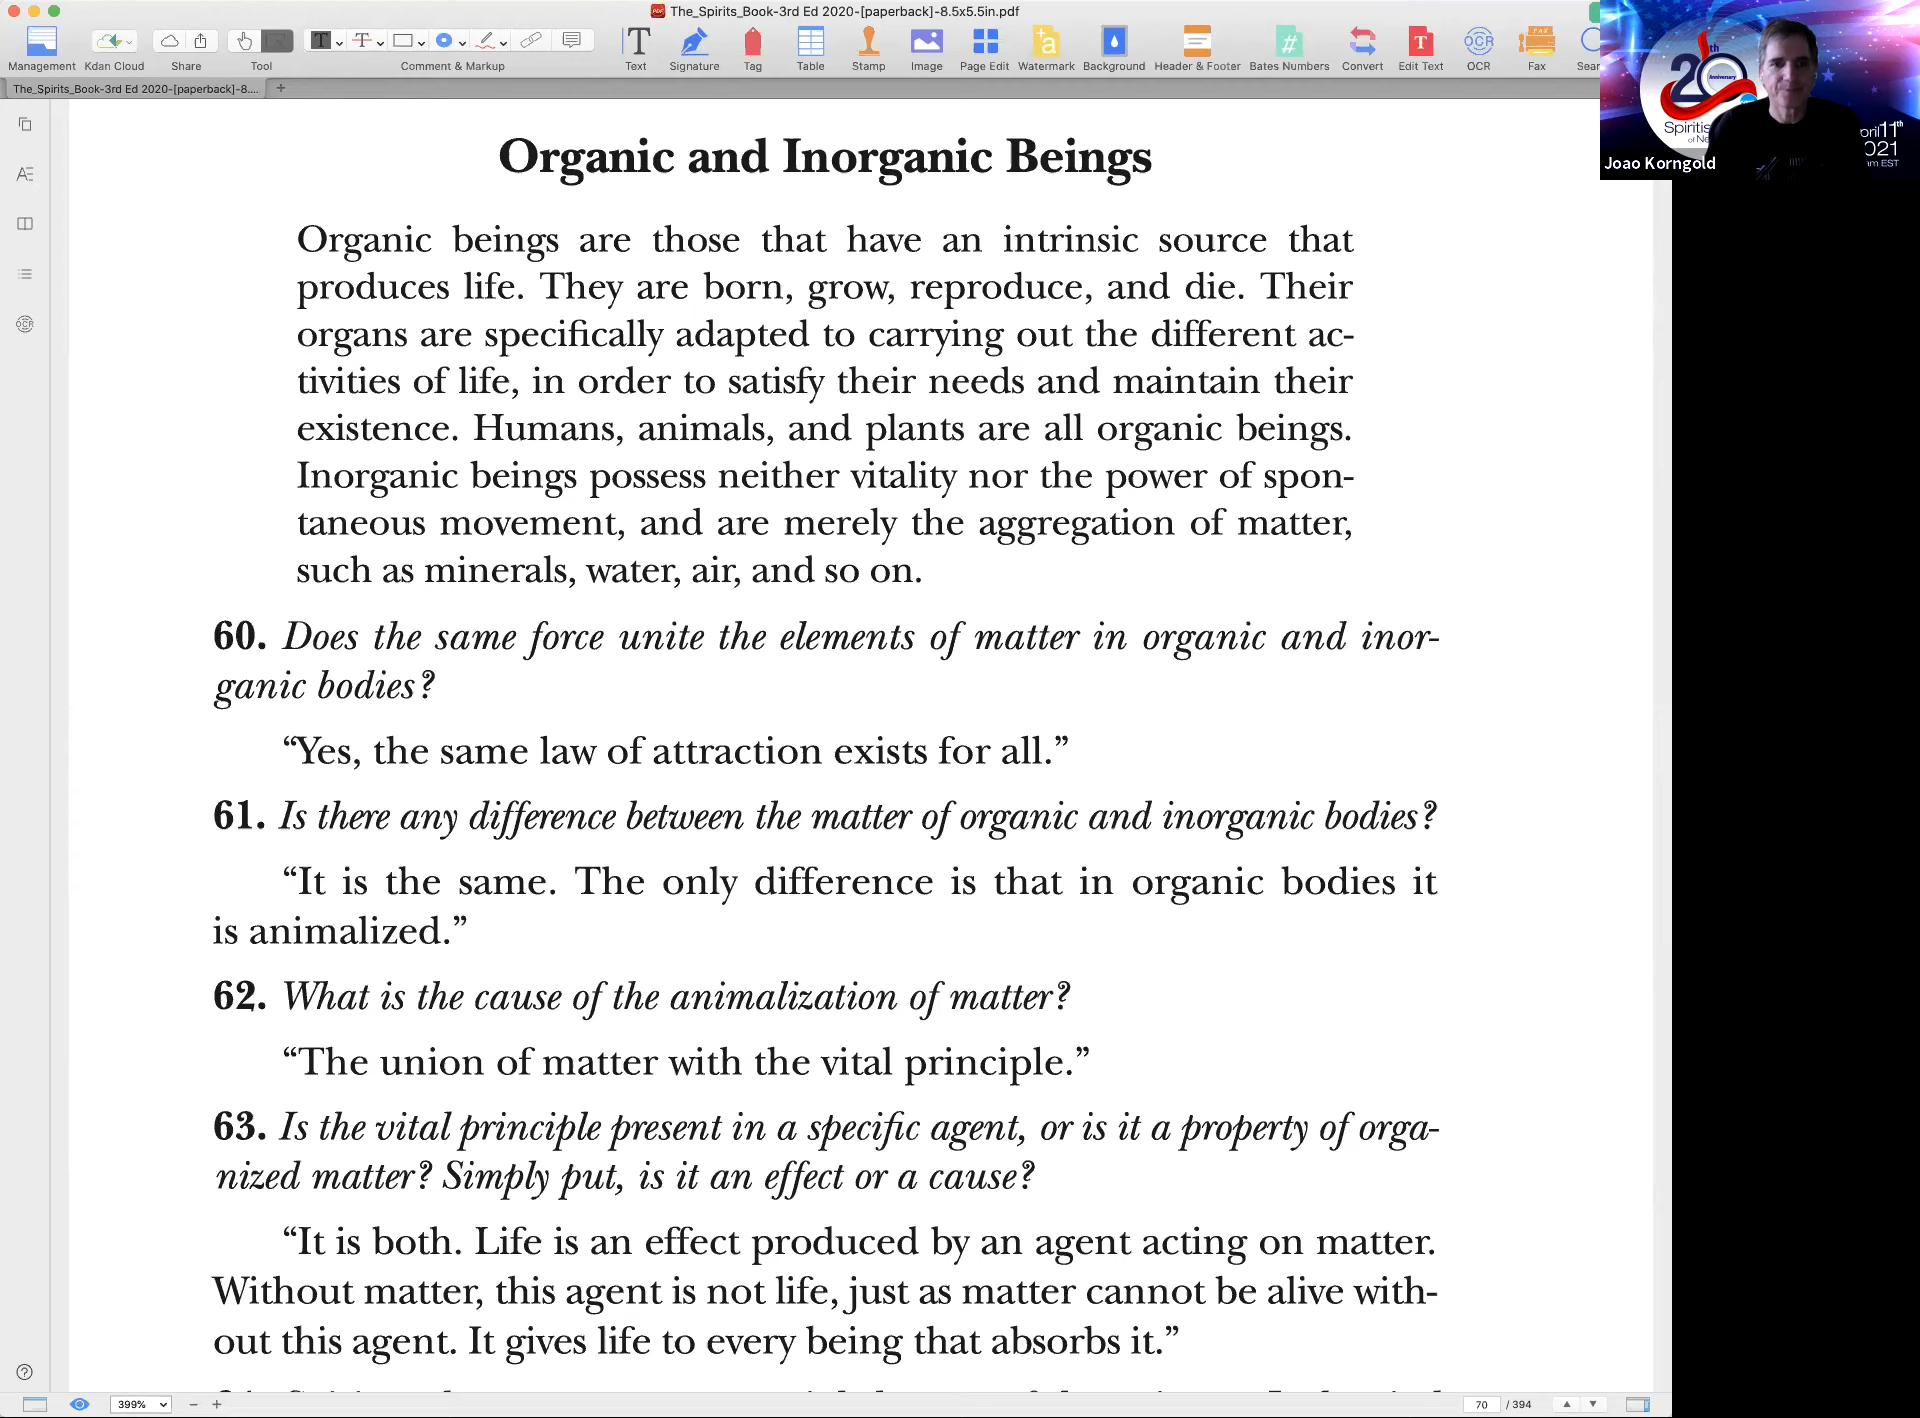 The_Spirits_Book-3rd Ed 2020-[paperback]-8.5x5.5in.pdf
Management Kdan Cloud Share Tool Comment & Markup Text Signature Tag Table Stamp Image Page Edit Watermark Background Header & Footer Bates Numbers Convert Edit Text OCR Fax
The_Spirits_Book-3rd Ed 2020-[paperback]-8....
20th
Anniversary
April 11th
2021
Joao Korngold
Organic and Inorganic Beings
Organic beings are those that have an intrinsic source that
produces life. They are born, grow, reproduce, and die. Their
organs are specifically adapted to carrying out the different ac-
tivities of life, in order to satisfy their needs and maintain their
existence. Humans, animals, and plants are all organic beings.
Inorganic beings possess neither vitality nor the power of spon-
taneous movement, and are merely the aggregation of matter,
such as minerals, water, air, and so on.
60. Does the same force unite the elements of matter in organic and inor-
ganic bodies?
“Yes, the same law of attraction exists for all.”
61. Is there any difference between the matter of organic and inorganic bodies?
“It is the same. The only difference is that in organic bodies it
is animalized.”
62. What is the cause of the animalization of matter?
“The union of matter with the vital principle.”
63. Is the vital principle present in a specific agent, or is it a property of orga-
nized matter? Simply put, is it an effect or a cause?
“It is both. Life is an effect produced by an agent acting on matter.
Without matter, this agent is not life, just as matter cannot be alive with-
out this agent. It gives life to every being that absorbs it.”
399% 70 / 394